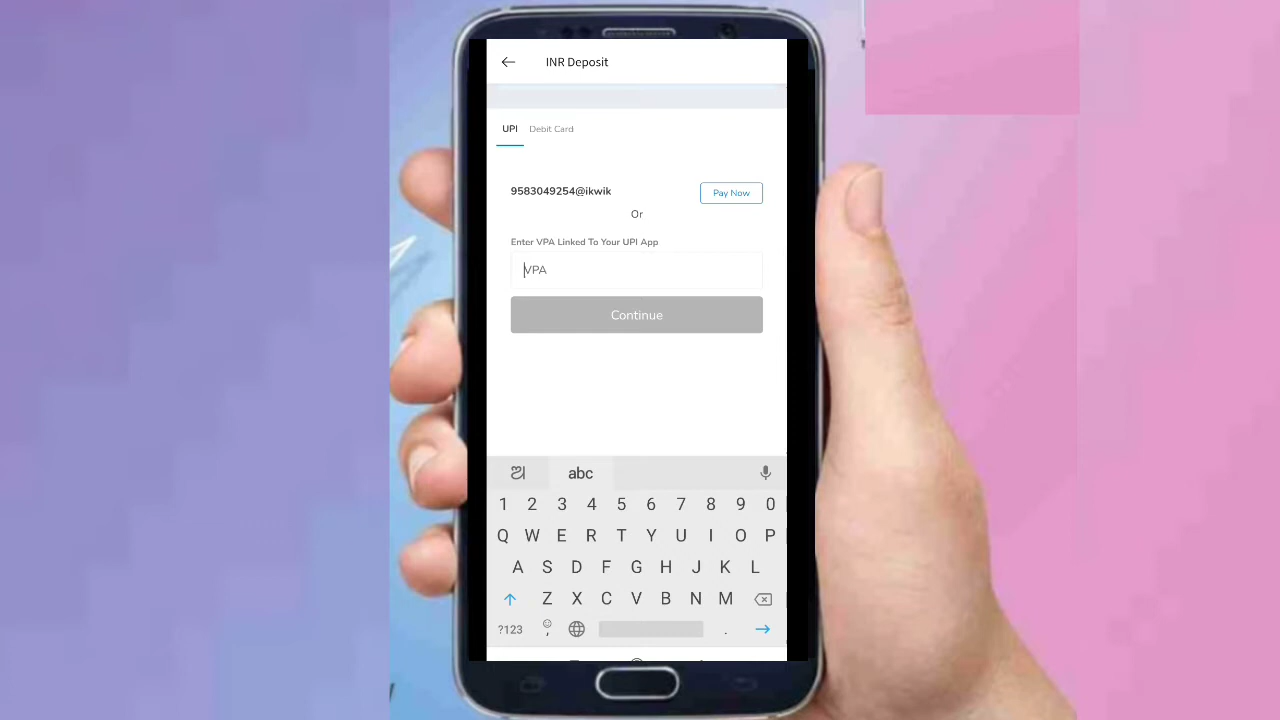 INR Deposit
UPI Debit Card
9583049254@ikwik
Pay Now
Or
Enter VPA Linked To Your UPI App
VPA
Continue
ଅ abc
1 2 3 4 5 6 7 8 9 0
Q W E R T Y U I O P
A S D F G H J K L
Z X C V B N M
?123 , .